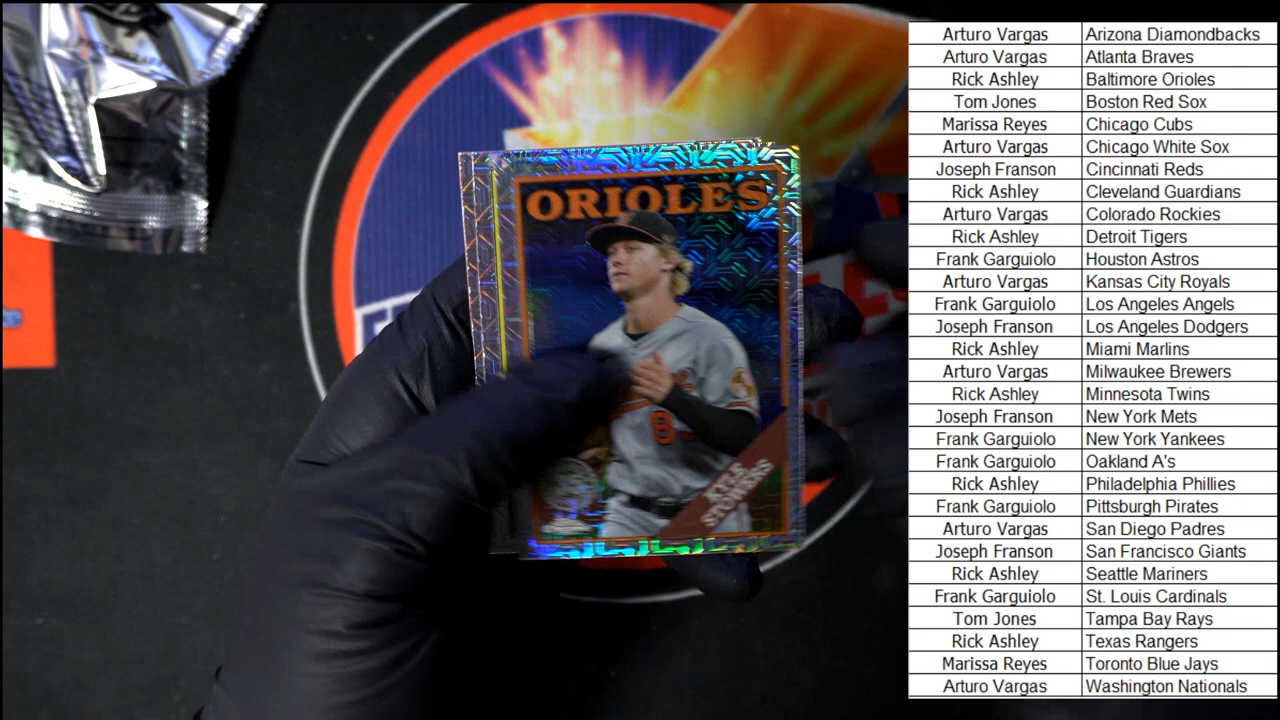 ORIOLES
KYLE
STOWERS
Arturo Vargas Arizona Diamondbacks
Arturo Vargas Atlanta Braves
Rick Ashley Baltimore Orioles
Tom Jones Boston Red Sox
Marissa Reyes Chicago Cubs
Arturo Vargas Chicago White Sox
Joseph Franson Cincinnati Reds
Rick Ashley Cleveland Guardians
Arturo Vargas Colorado Rockies
Rick Ashley Detroit Tigers
Frank Garguiolo Houston Astros
Arturo Vargas Kansas City Royals
Frank Garguiolo Los Angeles Angels
Joseph Franson Los Angeles Dodgers
Rick Ashley Miami Marlins
Arturo Vargas Milwaukee Brewers
Rick Ashley Minnesota Twins
Joseph Franson New York Mets
Frank Garguiolo New York Yankees
Frank Garguiolo Oakland A's
Rick Ashley Philadelphia Phillies
Frank Garguiolo Pittsburgh Pirates
Arturo Vargas San Diego Padres
Joseph Franson San Francisco Giants
Rick Ashley Seattle Mariners
Frank Garguiolo St. Louis Cardinals
Tom Jones Tampa Bay Rays
Rick Ashley Texas Rangers
Marissa Reyes Toronto Blue Jays
Arturo Vargas Washington Nationals